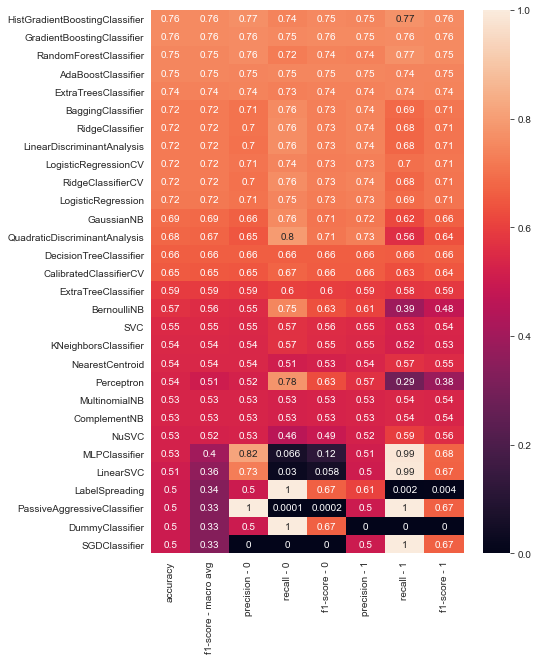 HistGradientBoostingClassifier 0.76 0.76 0.77 0.74 0.75 0.75 0.77 0.76
GradientBoostingClassifier 0.76 0.76 0.76 0.75 0.75 0.75 0.76 0.76
RandomForestClassifier 0.75 0.75 0.76 0.72 0.74 0.74 0.77 0.75
AdaBoostClassifier 0.75 0.75 0.75 0.75 0.75 0.75 0.74 0.75
ExtraTreesClassifier 0.74 0.74 0.74 0.73 0.74 0.74 0.74 0.74
BaggingClassifier 0.72 0.72 0.71 0.76 0.73 0.74 0.69 0.71
RidgeClassifier 0.72 0.72 0.7 0.76 0.73 0.74 0.68 0.71
LinearDiscriminantAnalysis 0.72 0.72 0.7 0.76 0.73 0.74 0.68 0.71
LogisticRegressionCV 0.72 0.72 0.71 0.74 0.73 0.73 0.7 0.71
RidgeClassifierCV 0.72 0.72 0.7 0.76 0.73 0.74 0.68 0.71
LogisticRegression 0.72 0.72 0.71 0.75 0.73 0.73 0.69 0.71
GaussianNB 0.69 0.69 0.66 0.76 0.71 0.72 0.62 0.66
QuadraticDiscriminantAnalysis 0.68 0.67 0.65 0.8 0.71 0.73 0.56 0.64
DecisionTreeClassifier 0.66 0.66 0.66 0.66 0.66 0.66 0.66 0.66
CalibratedClassifierCV 0.65 0.65 0.65 0.67 0.66 0.66 0.63 0.64
ExtraTreeClassifier 0.59 0.59 0.59 0.6 0.6 0.59 0.58 0.59
BernoulliNB 0.57 0.56 0.55 0.75 0.63 0.61 0.39 0.48
SVC 0.55 0.55 0.55 0.57 0.56 0.55 0.53 0.54
KNeighborsClassifier 0.54 0.54 0.54 0.57 0.55 0.55 0.52 0.53
NearestCentroid 0.54 0.54 0.54 0.51 0.53 0.54 0.57 0.55
Perceptron 0.54 0.51 0.52 0.78 0.63 0.57 0.29 0.38
MultinomialNB 0.53 0.53 0.53 0.53 0.53 0.53 0.54 0.54
ComplementNB 0.53 0.53 0.53 0.53 0.53 0.53 0.54 0.54
NuSVC 0.53 0.52 0.53 0.46 0.49 0.52 0.59 0.56
MLPClassifier 0.53 0.4 0.82 0.066 0.12 0.51 0.99 0.68
LinearSVC 0.51 0.36 0.73 0.03 0.058 0.5 0.99 0.67
LabelSpreading 0.5 0.34 0.5 1 0.67 0.61 0.002 0.004
PassiveAggressiveClassifier 0.5 0.33 1 0.0001 0.0002 0.5 1 0.67
DummyClassifier 0.5 0.33 0.5 1 0.67 0 0 0
SGDClassifier 0.5 0.33 0 0 0 0.5 1 0.67
accuracy
f1-score - macro avg
precision - 0
recall - 0
f1-score - 0
precision - 1
recall - 1
f1-score - 1
1.0
0.8
0.6
0.4
0.2
0.0